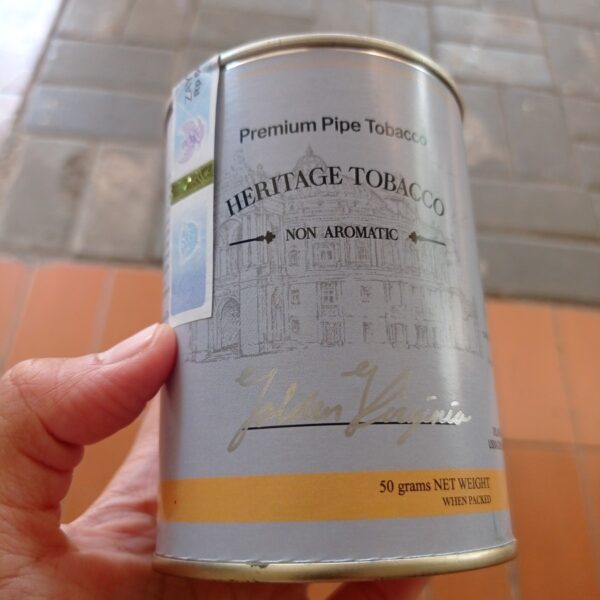 Premium Pipe Tobacco
HERITAGE TOBACCO
NON AROMATIC
Golden Virginia
50 grams NET WEIGHT
WHEN PACKED